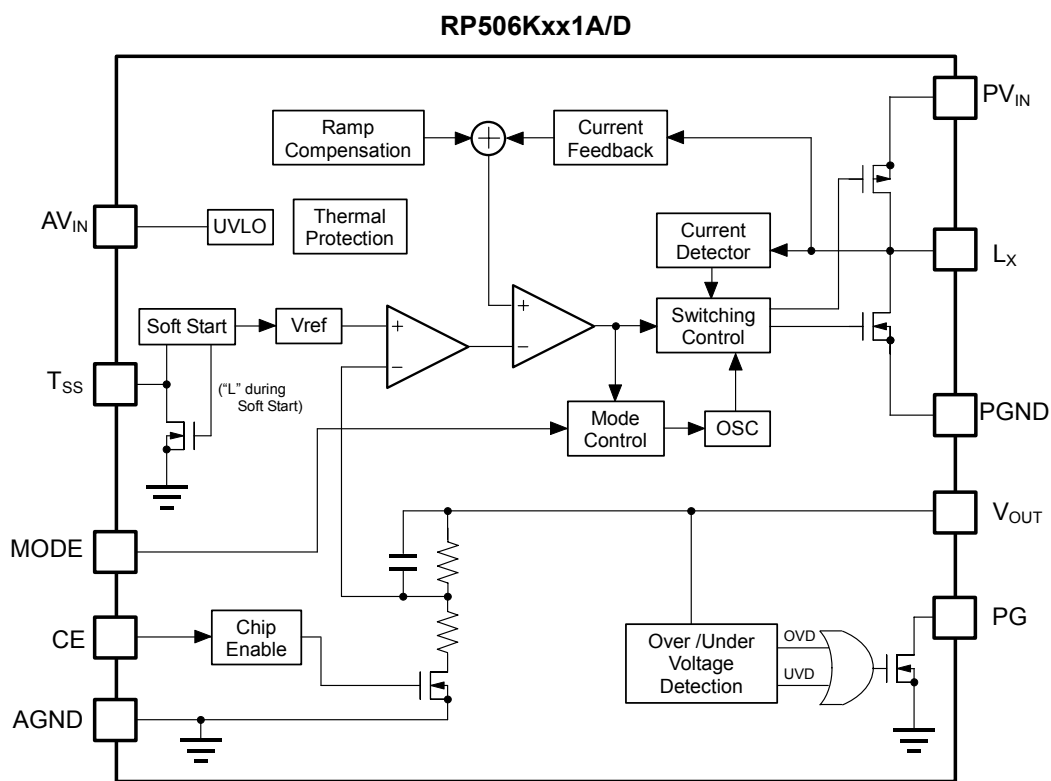 RP506Kxx1A/D
PVIN
Ramp
Compensation
Current
Feedback
AVIN
UVLO
Thermal
Protection
Current
Detector
LX
Soft Start
Vref
+
−
+
−
Switching
Control
TSS
("L" during
Soft Start)
Mode
Control
OSC
PGND
VOUT
MODE
CE
Chip
Enable
Over /Under
Voltage
Detection
OVD
UVD
PG
AGND